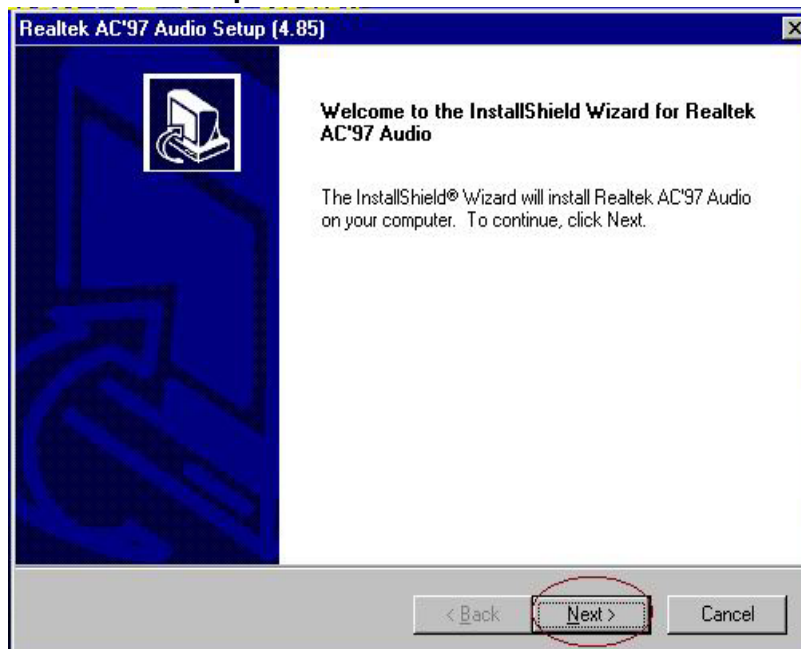 Realtek AC'97 Audio Setup (4.85)
Welcome to the InstallShield Wizard for Realtek
AC'97 Audio
The InstallShield® Wizard will install Realtek AC'97 Audio
on your computer. To continue, click Next.
< Back Next > Cancel